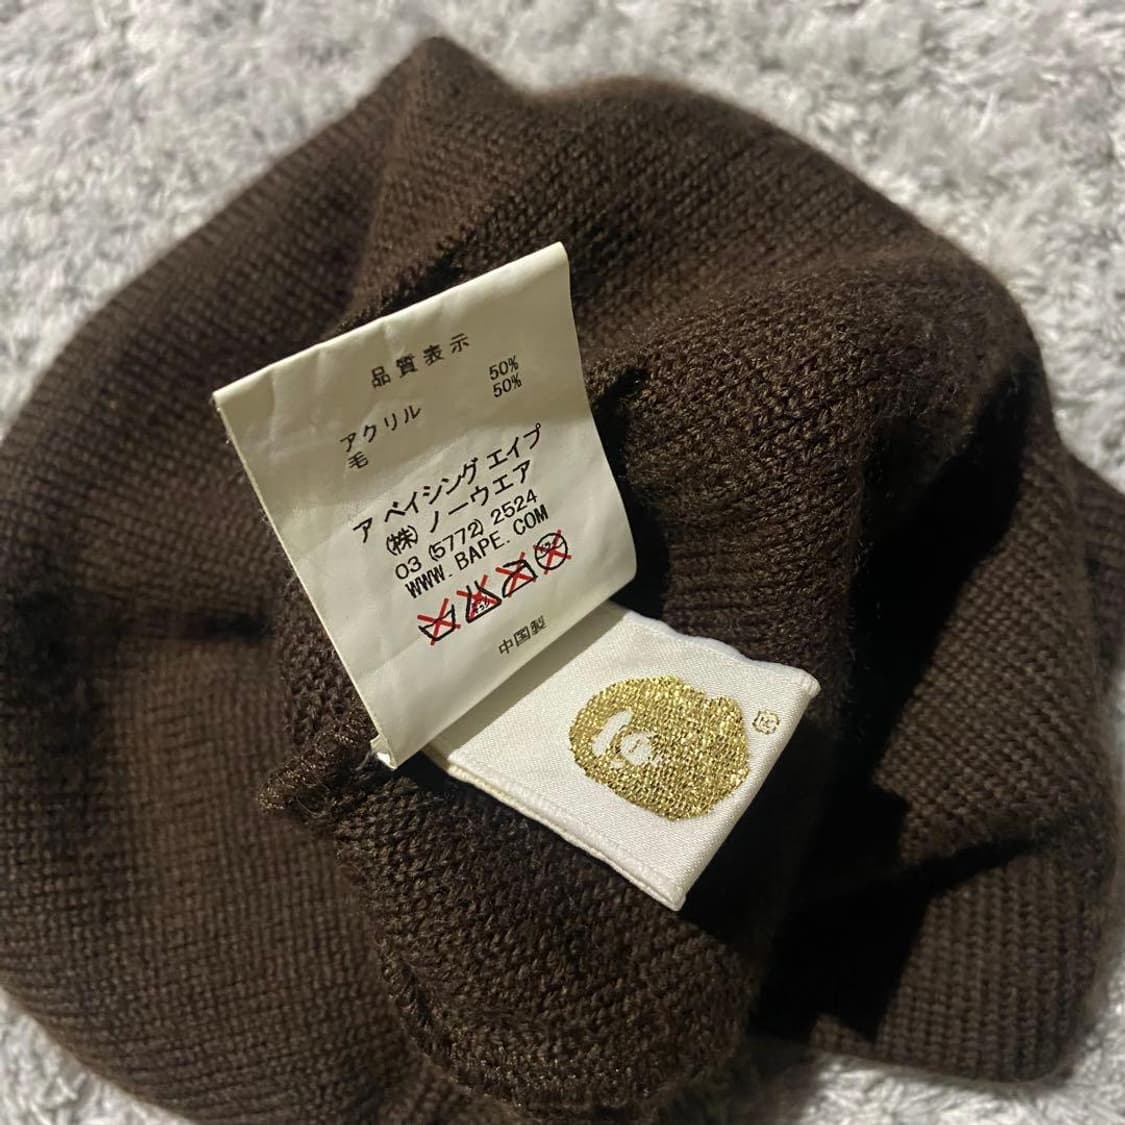 品質表示
アクリル 50%
毛 50%
ア ベイシング エイプ
(株) ノーウエア
03 (5772) 2524
WWW. BAPE. COM
中国製